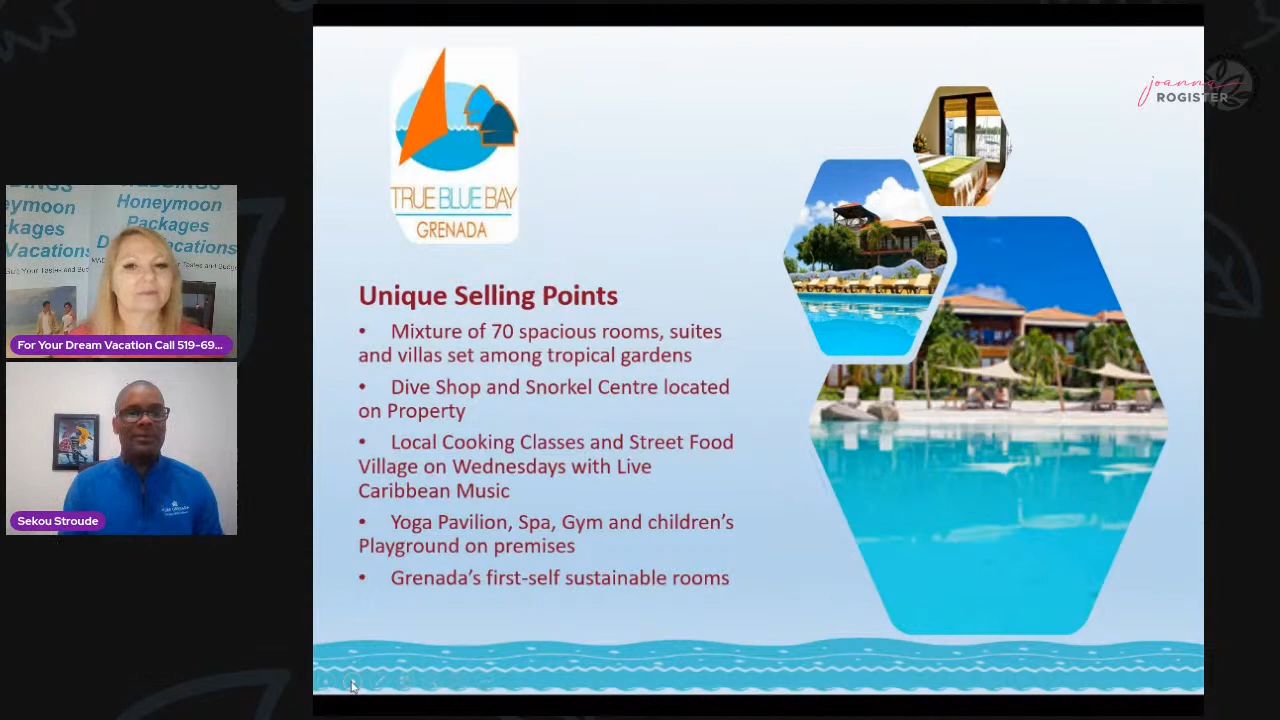 Honeymoon
Packages
Vacations
For Your Dream Vacation Call 519-69...
Sekou Stroude
TRUE BLUE BAY
GRENADA
Unique Selling Points
• Mixture of 70 spacious rooms, suites
and villas set among tropical gardens
• Dive Shop and Snorkel Centre located
on Property
• Local Cooking Classes and Street Food
Village on Wednesdays with Live
Caribbean Music
• Yoga Pavilion, Spa, Gym and children's
Playground on premises
• Grenada's first-self sustainable rooms
joanna
ROGISTER